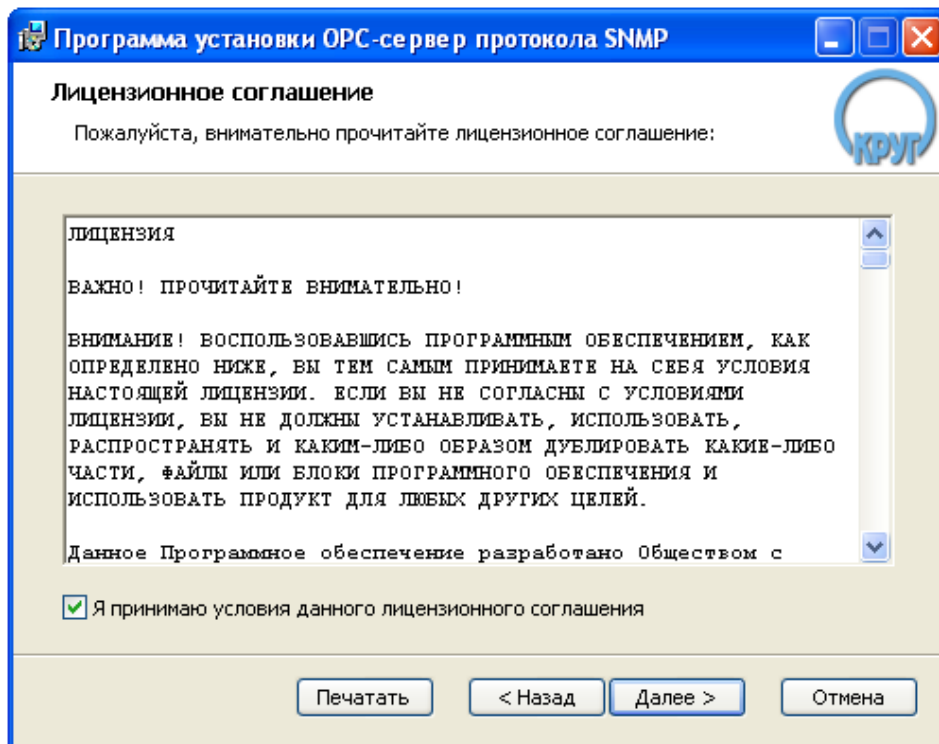 Программа установки OPC-сервер протокола SNMP
Лицензионное соглашение
Пожалуйста, внимательно прочитайте лицензионное соглашение:
КРУГ
ЛИЦЕНЗИЯ
ВАЖНО! ПРОЧИТАЙТЕ ВНИМАТЕЛЬНО!
ВНИМАНИЕ! ВОСПОЛЬЗОВАВШИСЬ ПРОГРАММНЫМ ОБЕСПЕЧЕНИЕМ, КАК
ОПРЕДЕЛЕНО НИЖЕ, ВЫ ТЕМ САМЫМ ПРИНИМАЕТЕ НА СЕБЯ УСЛОВИЯ
НАСТОЯЩЕЙ ЛИЦЕНЗИИ. ЕСЛИ ВЫ НЕ СОГЛАСНЫ С УСЛОВИЯМИ
ЛИЦЕНЗИИ, ВЫ НЕ ДОЛЖНЫ УСТАНАВЛИВАТЬ, ИСПОЛЬЗОВАТЬ,
РАСПРОСТРАНЯТЬ И КАКИМ-ЛИБО ОБРАЗОМ ДУБЛИРОВАТЬ КАКИЕ-ЛИБО
ЧАСТИ, ФАЙЛЫ ИЛИ БЛОКИ ПРОГРАММНОГО ОБЕСПЕЧЕНИЯ И
ИСПОЛЬЗОВАТЬ ПРОДУКТ ДЛЯ ЛЮБЫХ ДРУГИХ ЦЕЛЕЙ.
Данное Программное обеспечение разработано Обществом с
Я принимаю условия данного лицензионного соглашения
Печатать < Назад Далее > Отмена